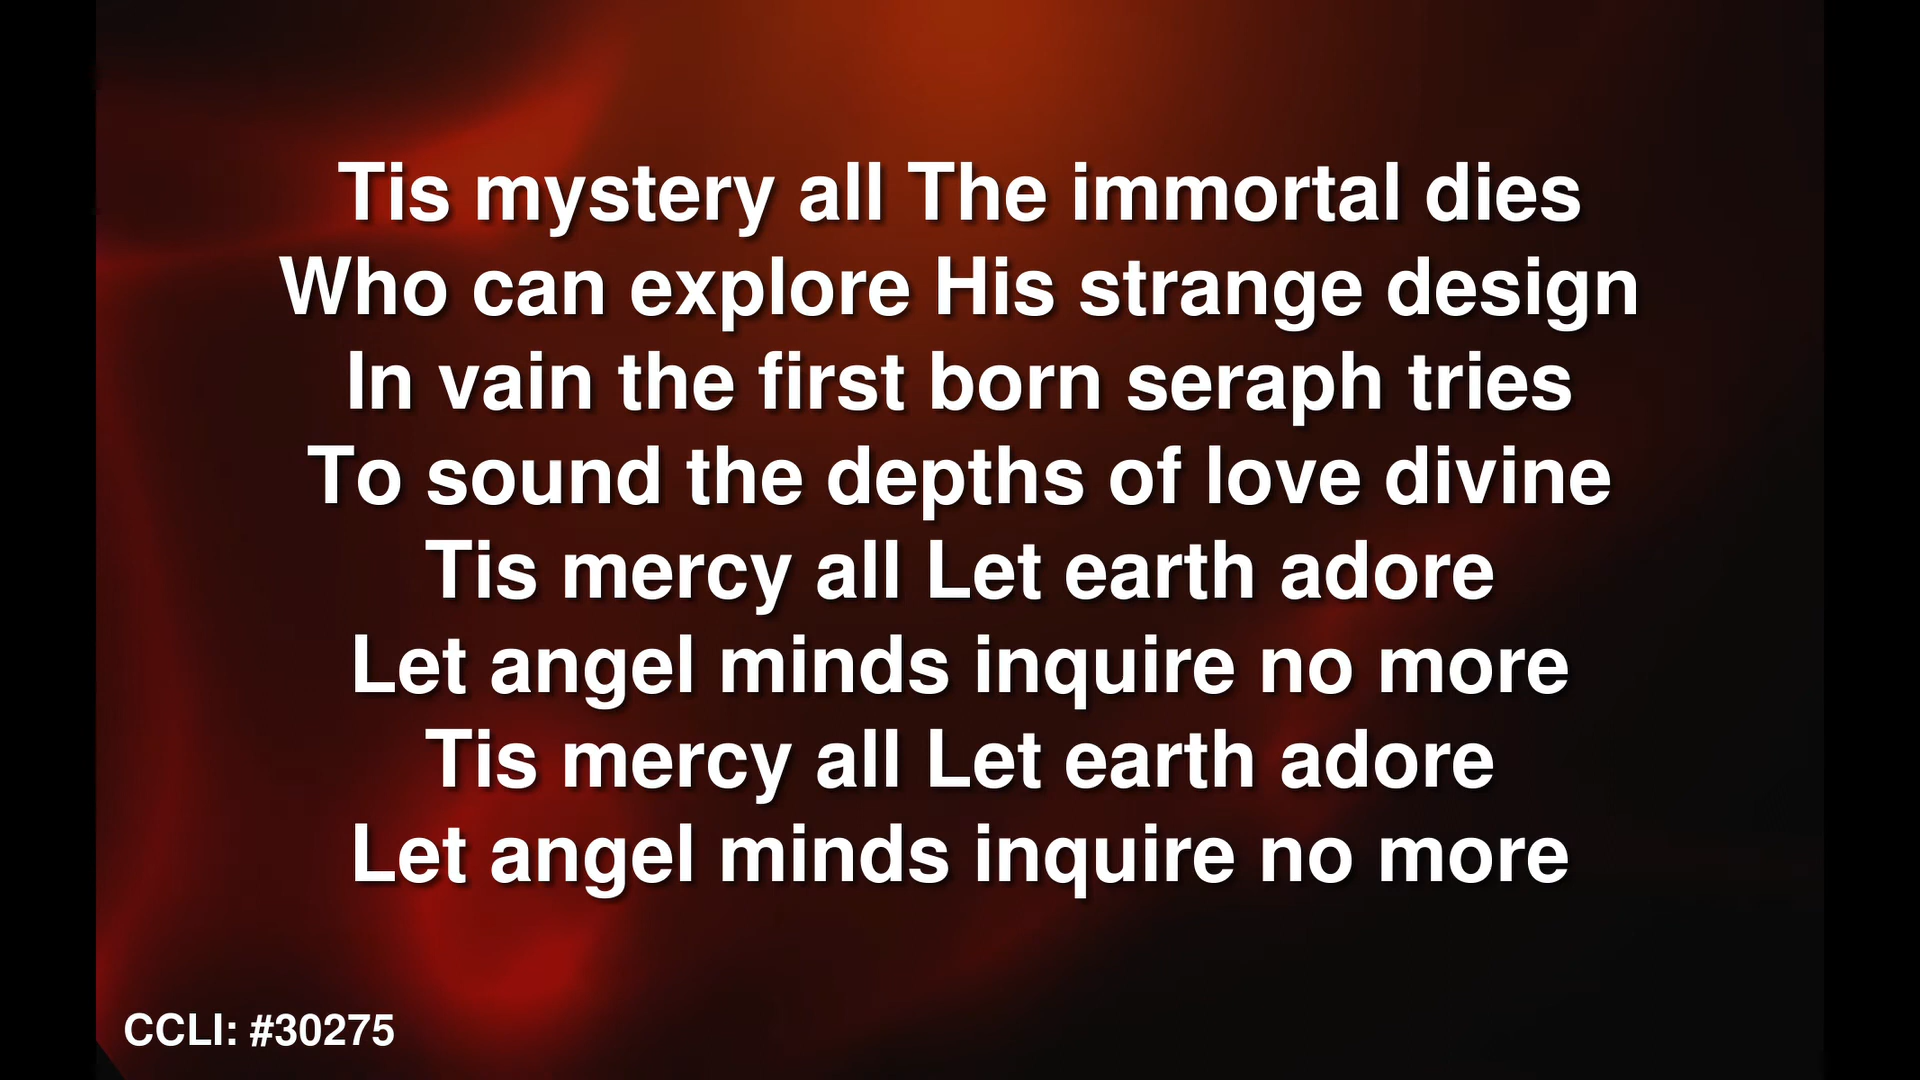 Tis mystery all The immortal dies
Who can explore His strange design
In vain the first born seraph tries
To sound the depths of love divine
Tis mercy all Let earth adore
Let angel minds inquire no more
Tis mercy all Let earth adore
Let angel minds inquire no more
CCLI: #30275